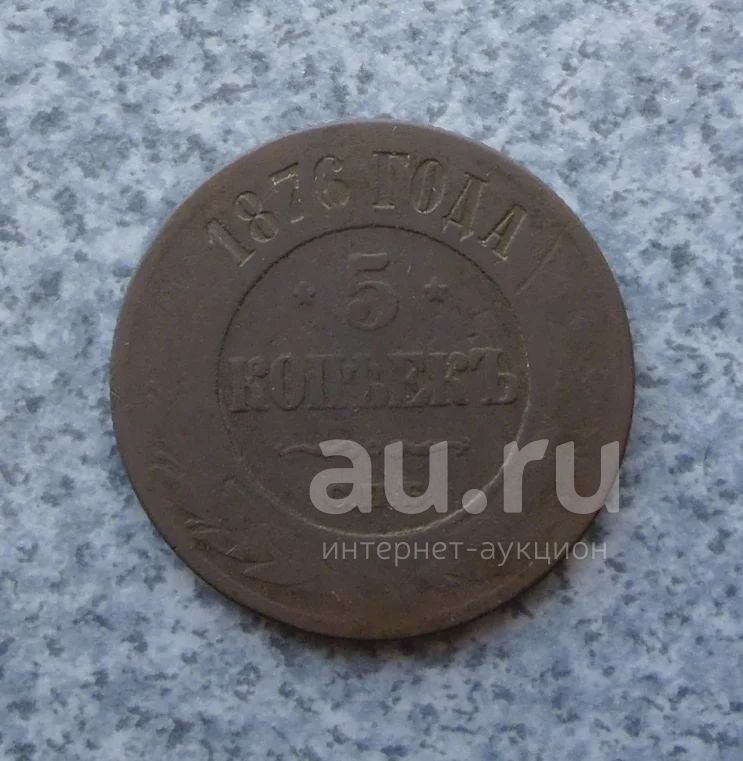 1876 ГОДА
5
КОПѢЕКЪ
au.ru
интернет-аукцион